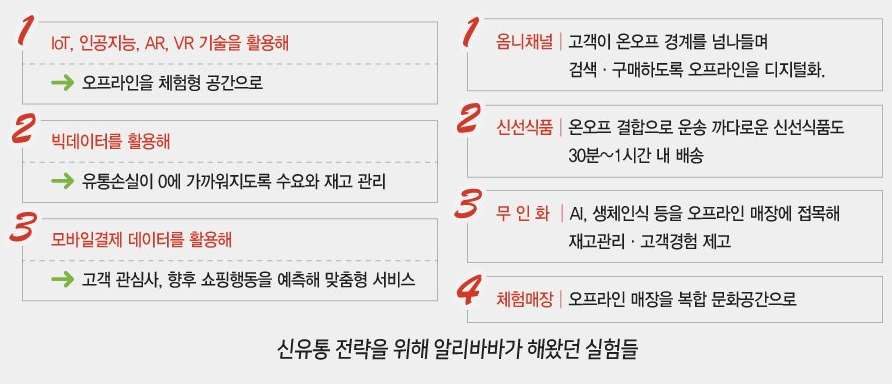 1
IoT, 인공지능, AR, VR 기술을 활용해
→ 오프라인을 체험형 공간으로
2
빅데이터를 활용해
→ 유통손실이 0에 가까워지도록 수요와 재고 관리
3
모바일결제 데이터를 활용해
→ 고객 관심사, 향후 쇼핑행동을 예측해 맞춤형 서비스
1
옴니채널 | 고객이 온오프 경계를 넘나들며
검색 · 구매하도록 오프라인을 디지털화.
2
신선식품 | 온오프 결합으로 운송 까다로운 신선식품도
30분~1시간 내 배송
3
무 인 화 | AI, 생체인식 등을 오프라인 매장에 접목해
재고관리 · 고객경험 제고
4
체험매장 | 오프라인 매장을 복합 문화공간으로
신유통 전략을 위해 알리바바가 해왔던 실험들